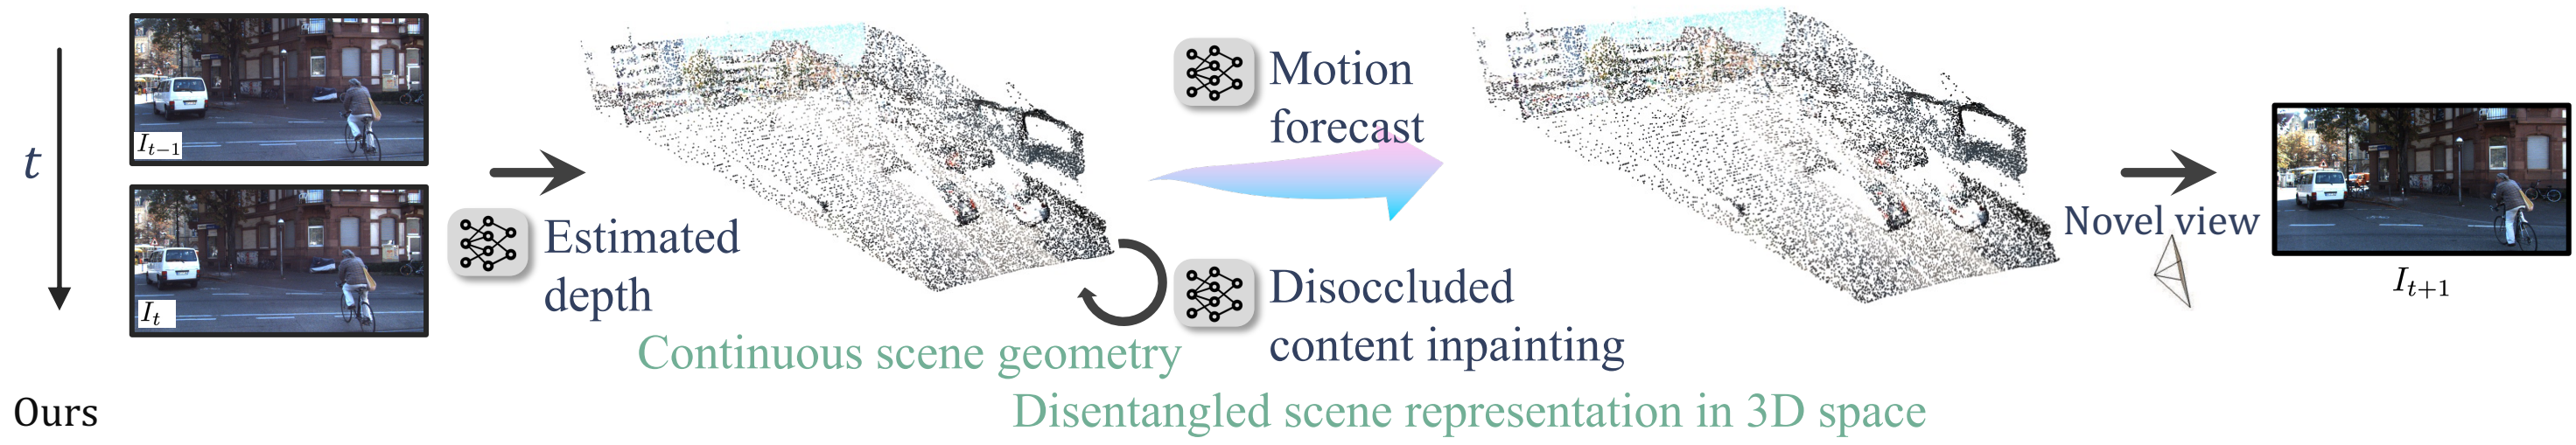 t
I_{t-1}
I_t
Estimated
depth
Continuous scene geometry
Motion
forecast
Disoccluded
content inpainting
Disentangled scene representation in 3D space
Novel view
I_{t+1}
Ours